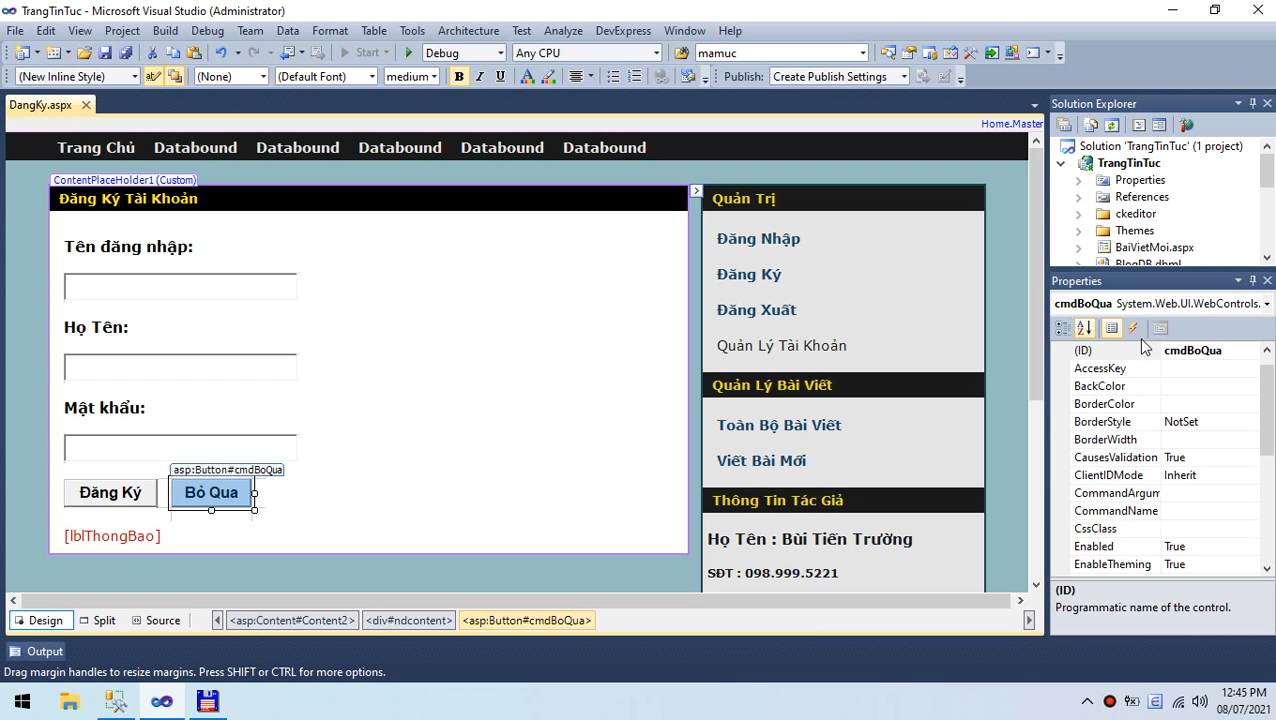 TrangTinTuc - Microsoft Visual Studio (Administrator)
File Edit View Project Build Debug Team Data Format Table Tools Architecture Test Analyze DevExpress Window Help
Start Debug Any CPU mamuc
(New Inline Style) (None) (Default Font) medium B I U A Publish: Create Publish Settings
DangKy.aspx
Home.Master
Trang Chủ Databound Databound Databound Databound Databound
ContentPlaceHolder1 (Custom)
Đăng Ký Tài Khoản
Tên đăng nhập:
Họ Tên:
Mật khẩu:
asp:Button#cmdBoQua
Đăng Ký Bỏ Qua
[lblThongBao]
Quản Trị
Đăng Nhập
Đăng Ký
Đăng Xuất
Quản Lý Tài Khoản
Quản Lý Bài Viết
Toàn Bộ Bài Viết
Viết Bài Mới
Thông Tin Tác Giả
Họ Tên : Bùi Tiến Trường
SĐT : 098.999.5221
Design Split Source <asp:Content#Content2> <div#ndcontent> <asp:Button#cmdBoQua>
Solution Explorer
Solution 'TrangTinTuc' (1 project)
TrangTinTuc
Properties
References
ckeditor
Themes
BaiVietMoi.aspx
BlogDB.dbml
Properties
cmdBoQua System.Web.UI.WebControls.
(ID) cmdBoQua
AccessKey
BackColor
BorderColor
BorderStyle NotSet
BorderWidth
CausesValidation True
ClientIDMode Inherit
CommandArgum
CommandName
CssClass
Enabled True
EnableTheming True
(ID)
Programmatic name of the control.
Output
Drag margin handles to resize margins. Press SHIFT or CTRL for more options.
12:45 PM
08/07/2021